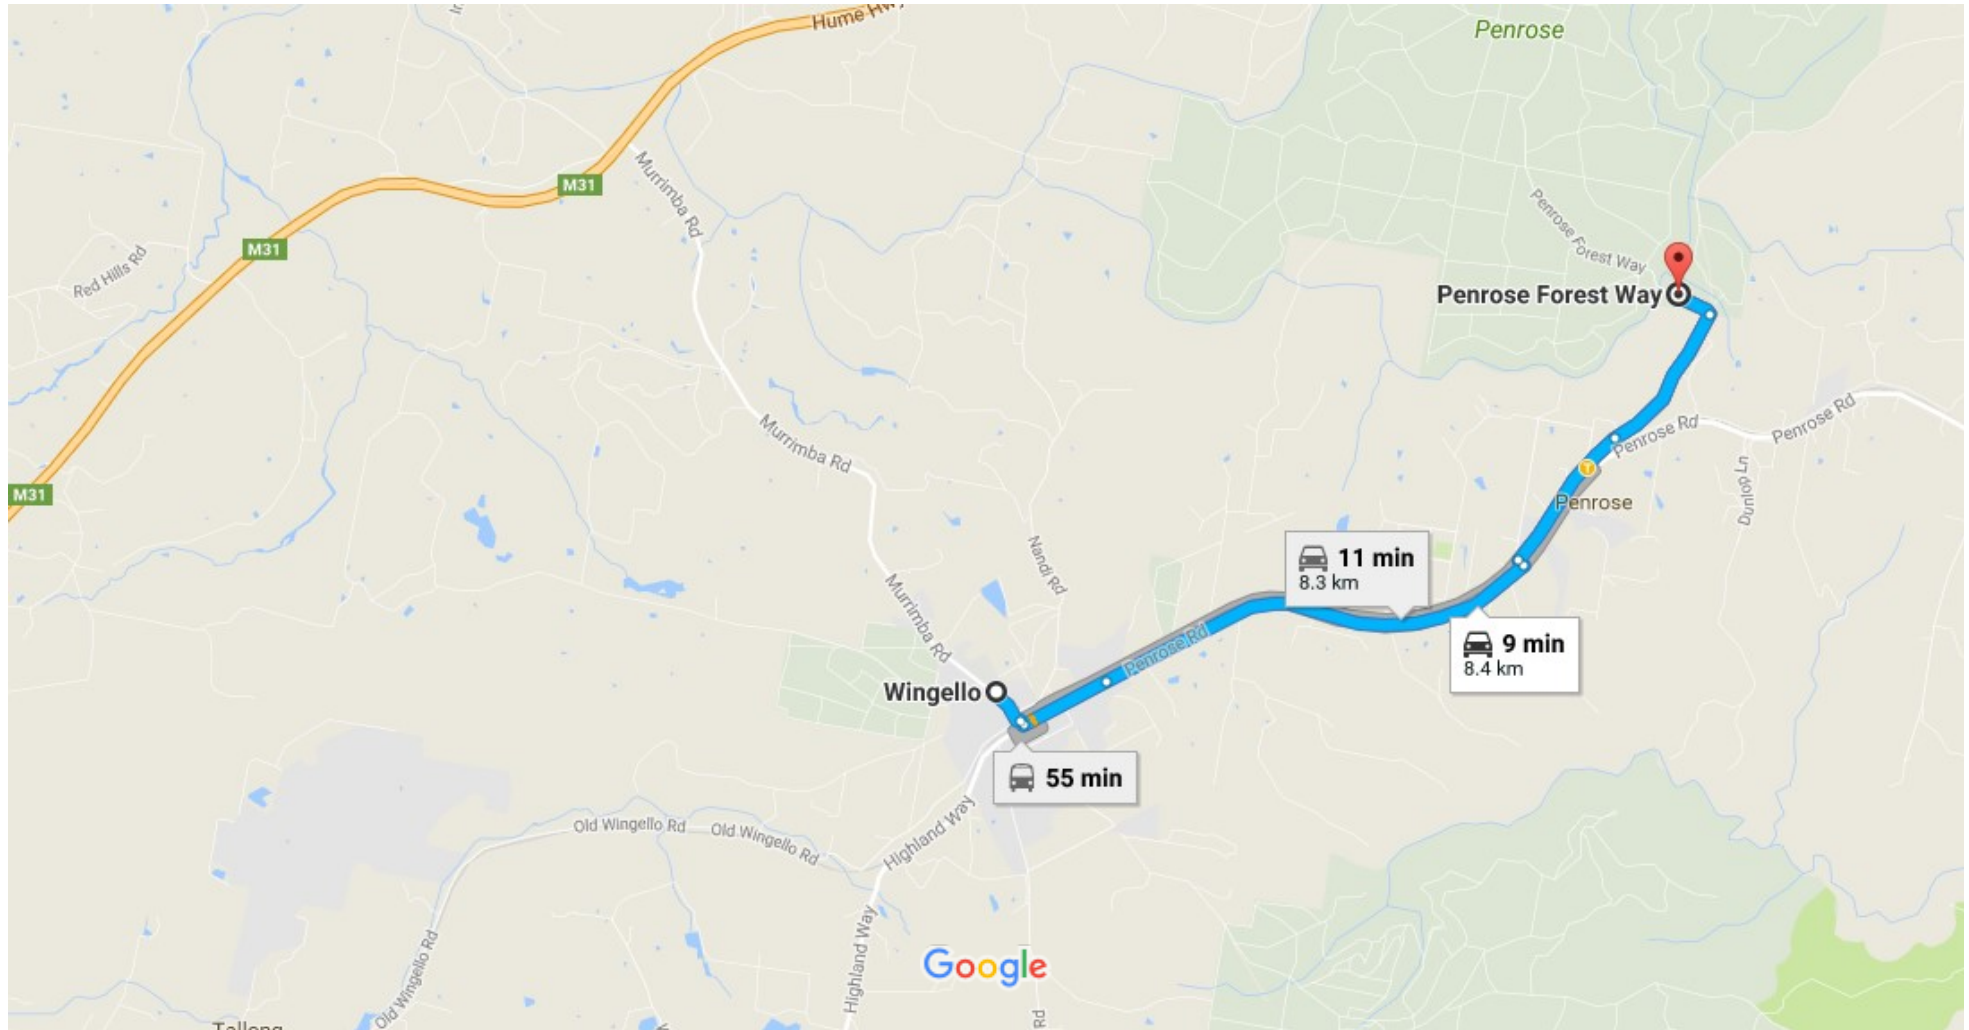 Hume Hwy
Penrose
Murrimba Rd
M31
Red Hills Rd
M31
Penrose Forest Way
Penrose Forest Way
Penrose Rd
Penrose Rd
Murrimba Rd
M31
T
Penrose
Dunlop Ln
11 min
8.3 km
Nandi Rd
Murrimba Rd
9 min
8.4 km
Penrose Rd
Wingello
55 min
Old Wingello Rd
Old Wingello Rd
Highland Way
Highland Way
Old Wingello Rd
Google
Rd
Tallong